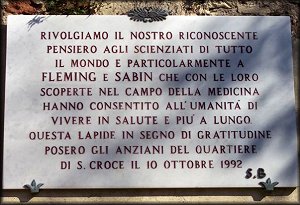 RIVOLGIAMO IL NOSTRO RICONOSCENTE
PENSIERO AGLI SCIENZIATI DI TUTTO
IL MONDO E PARTICOLARMENTE A
FLEMING E SABIN CHE CON LE LORO
SCOPERTE NEL CAMPO DELLA MEDICINA
HANNO CONSENTITO ALL'UMANITÁ DI
VIVERE IN SALUTE E PIU' A LUNGO.
QUESTA LAPIDE IN SEGNO DI GRATITUDINE
POSERO GLI ANZIANI DEL QUARTIERE
DI S. CROCE IL 10 OTTOBRE 1992
S.B